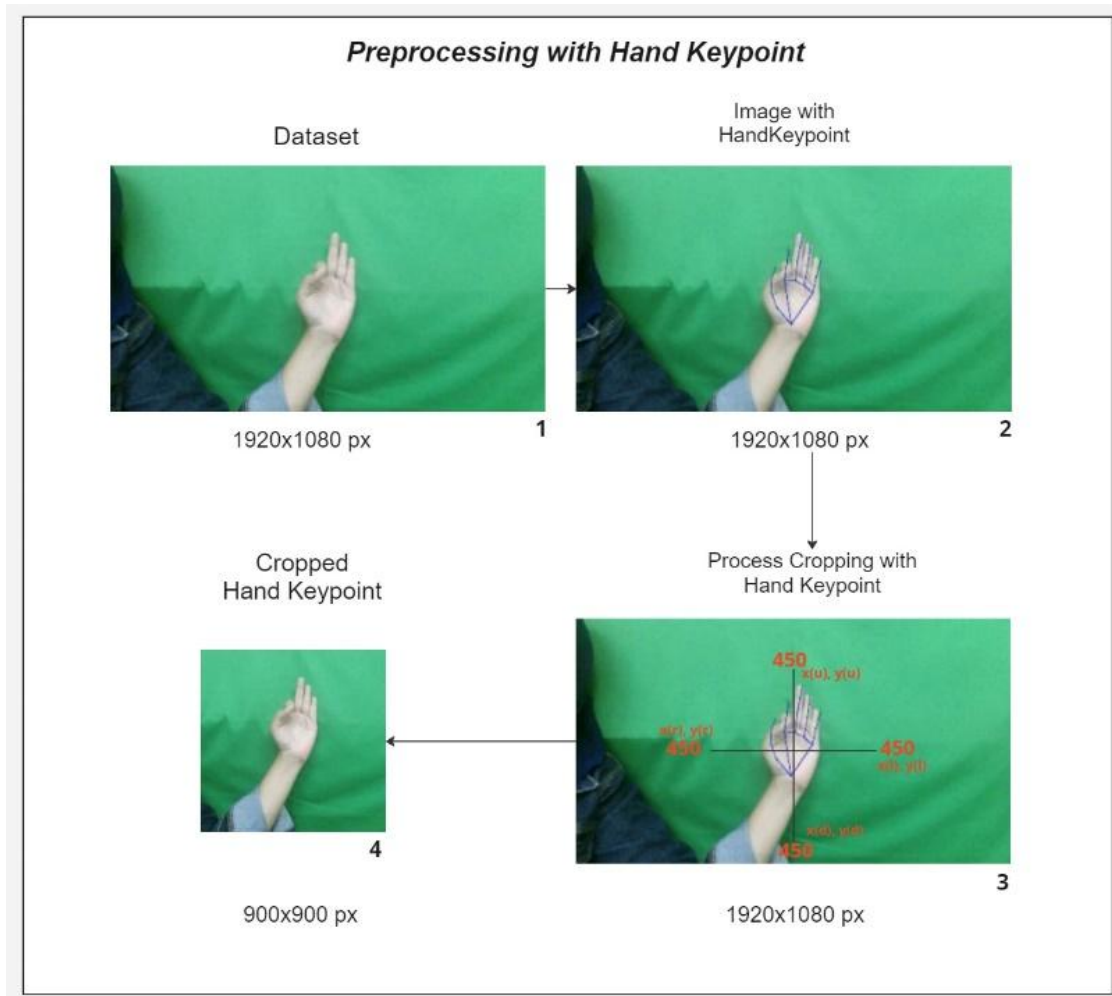 Preprocessing with Hand Keypoint
Dataset
Image with
HandKeypoint
1920x1080 px
1
1920x1080 px
2
Cropped
Hand Keypoint
Process Cropping with
Hand Keypoint
450
x(u), y(u)
x(r), y(r)
450
450
x(l), y(l)
x(d), y(d)
450
4
3
900x900 px
1920x1080 px